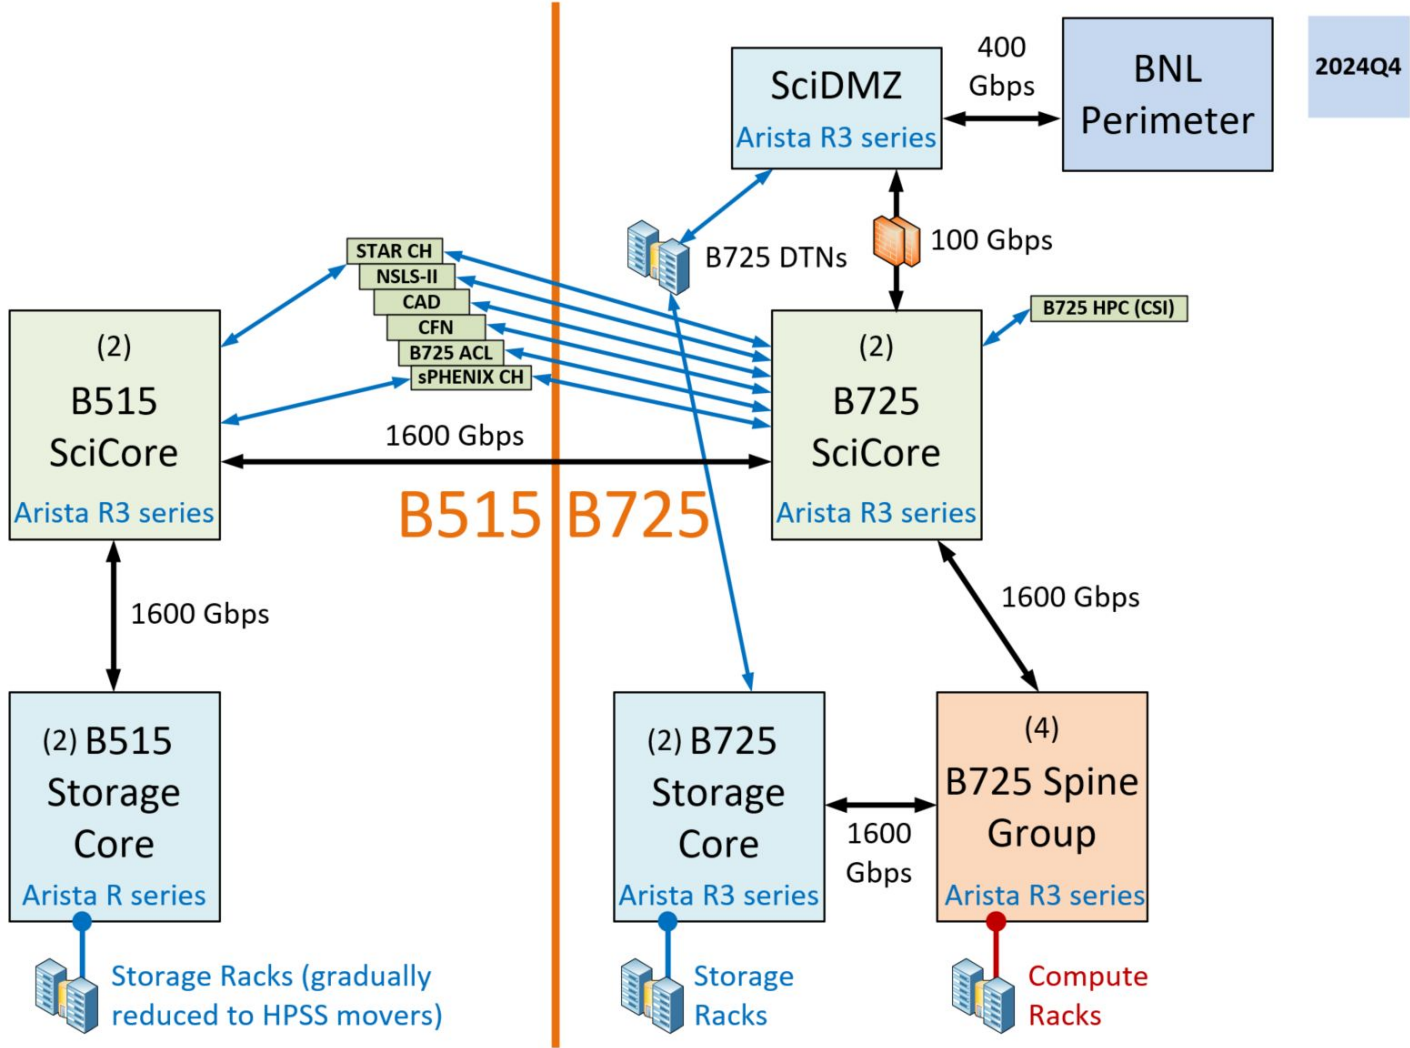 2024Q4
SciDMZ
Arista R3 series
400
Gbps
BNL
Perimeter
B725 DTNs
100 Gbps
STAR CH
NSLS-II
CAD
CFN
B725 ACL
sPHENIX CH
B725 HPC (CSI)
(2)
B515
SciCore
Arista R3 series
1600 Gbps
(2)
B725
SciCore
Arista R3 series
B515
B725
1600 Gbps
1600 Gbps
(2) B515
Storage
Core
Arista R series
(2) B725
Storage
Core
Arista R3 series
1600
Gbps
(4)
B725 Spine
Group
Arista R3 series
Storage Racks (gradually
reduced to HPSS movers)
Storage
Racks
Compute
Racks